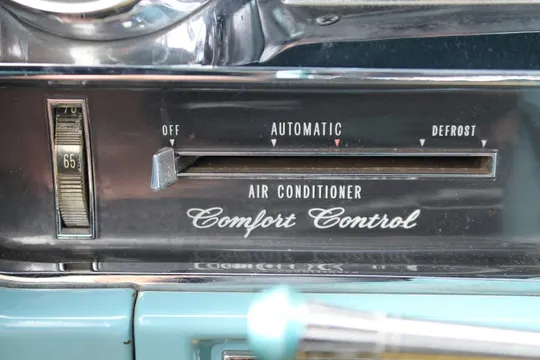 70
65
OFF
AUTOMATIC
DEFROST
AIR CONDITIONER
Comfort Control